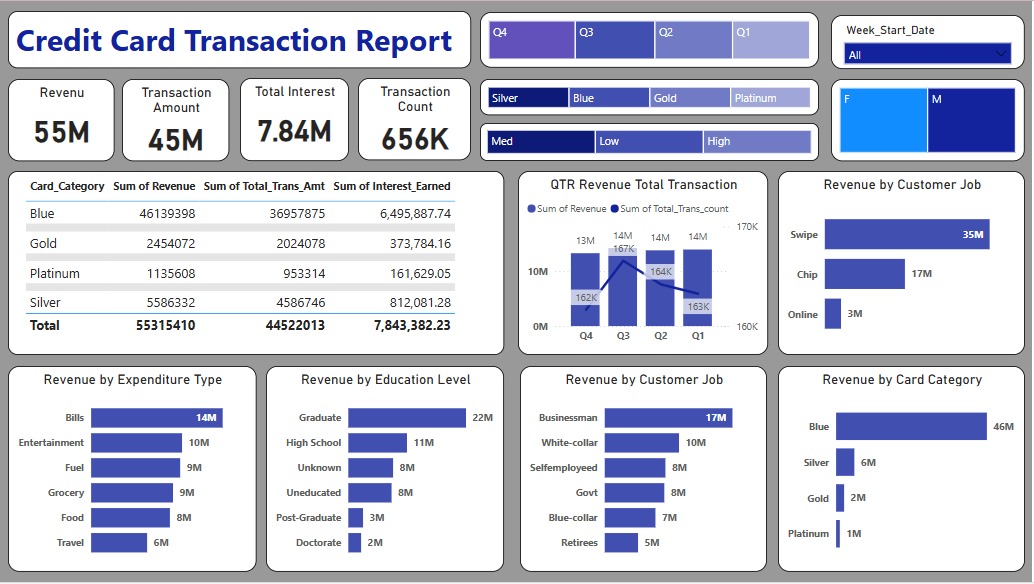 Credit Card Transaction Report
Q4 Q3 Q2 Q1
Week_Start_Date
All
Revenu
55M
Transaction
Amount
45M
Total Interest
7.84M
Transaction
Count
656K
Silver Blue Gold Platinum
Med Low High
F M
Card_Category Sum of Revenue Sum of Total_Trans_Amt Sum of Interest_Earned
Blue 46139398 36957875 6,495,887.74
Gold 2454072 2024078 373,784.16
Platinum 1135608 953314 161,629.05
Silver 5586332 4586746 812,081.28
Total 55315410 44522013 7,843,382.23
QTR Revenue Total Transaction
Sum of Revenue Sum of Total_Trans_count
170K
13M 14M 14M 14M
167K
10M 164K
162K 163K
0M 160K
Q4 Q3 Q2 Q1
Revenue by Customer Job
Swipe 35M
Chip 17M
Online 3M
Revenue by Expenditure Type
Bills 14M
Entertainment 10M
Fuel 9M
Grocery 9M
Food 8M
Travel 6M
Revenue by Education Level
Graduate 22M
High School 11M
Unknown 8M
Uneducated 8M
Post-Graduate 3M
Doctorate 2M
Revenue by Customer Job
Businessman 17M
White-collar 10M
Selfemployeed 8M
Govt 8M
Blue-collar 7M
Retirees 5M
Revenue by Card Category
Blue 46M
Silver 6M
Gold 2M
Platinum 1M